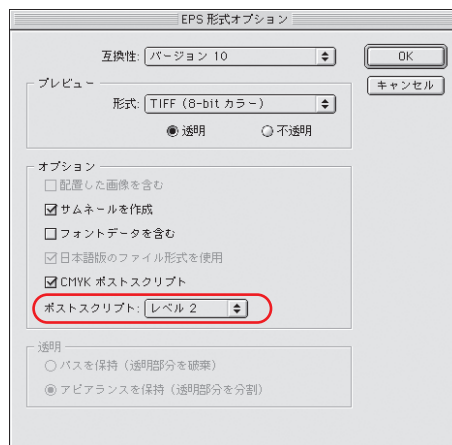 EPS 形式オプション
互換性: バージョン 10
OK
キャンセル
プレビュー
形式: TIFF (8-bit カラー)
透明 不透明
オプション
配置した画像を含む
サムネールを作成
フォントデータを含む
日本語版のファイル形式を使用
CMYK ポストスクリプト
ポストスクリプト: レベル 2
透明
パスを保持（透明部分を破棄）
アピアランスを保持（透明部分を分割）